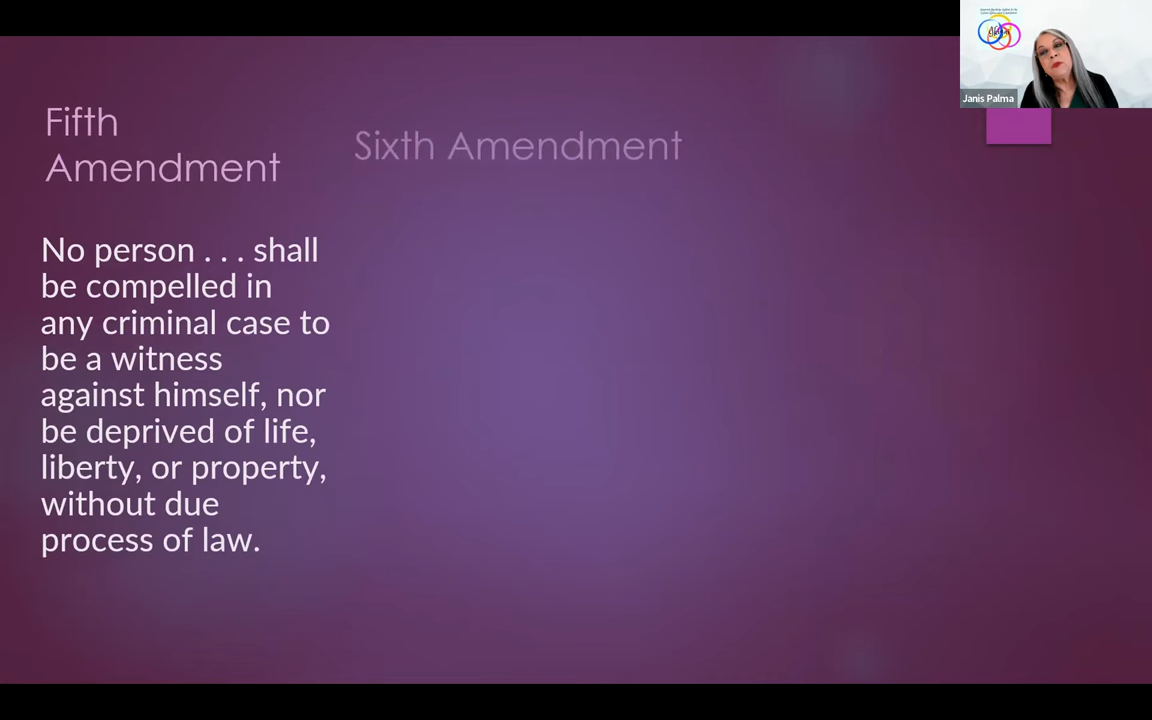 Fifth
Amendment
Sixth Amendment
No person . . . shall
be compelled in
any criminal case to
be a witness
against himself, nor
be deprived of life,
liberty, or property,
without due
process of law.
Janis Palma